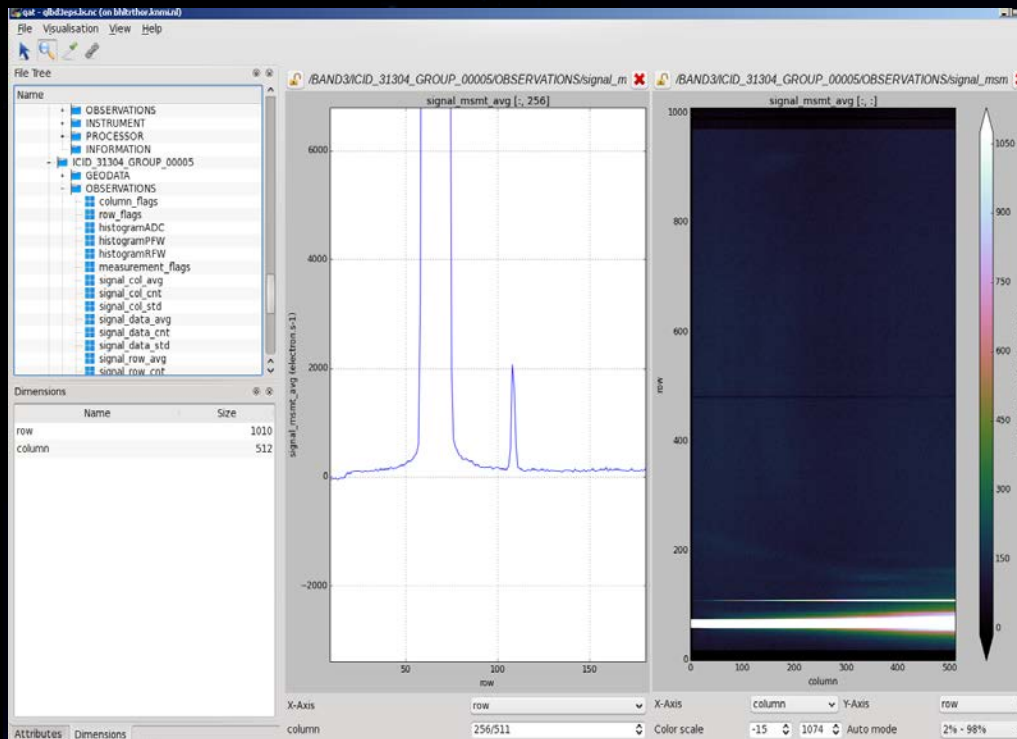 qat - qlbd3eps.lx.nc (on bhltrthor.knmi.nl)
File Visualisation View Help
File Tree
Name
OBSERVATIONS
INSTRUMENT
PROCESSOR
INFORMATION
ICID_31304_GROUP_00005
GEODATA
OBSERVATIONS
column_flags
row_flags
histogramADC
histogramPFW
histogramRFW
measurement_flags
signal_col_avg
signal_col_cnt
signal_col_std
signal_data_avg
signal_data_cnt
signal_data_std
signal_row_avg
signal_row_cnt
Dimensions
Name Size
row 1010
column 512
Attributes Dimensions
/BAND3/ICID_31304_GROUP_00005/OBSERVATIONS/signal_m
signal_msmt_avg [:, 256]
signal_msmt_avg (electron.s-1)
6000
4000
2000
0
−2000
50 100 150
row
X-Axis row
column 256/511
/BAND3/ICID_31304_GROUP_00005/OBSERVATIONS/signal_msm
signal_msmt_avg [:, :]
row
1000
800
600
400
200
0
0 100 200 300 400 500
column
1050
900
750
600
450
300
150
0
X-Axis column Y-Axis row
Color scale -15 1074 Auto mode 2% - 98%